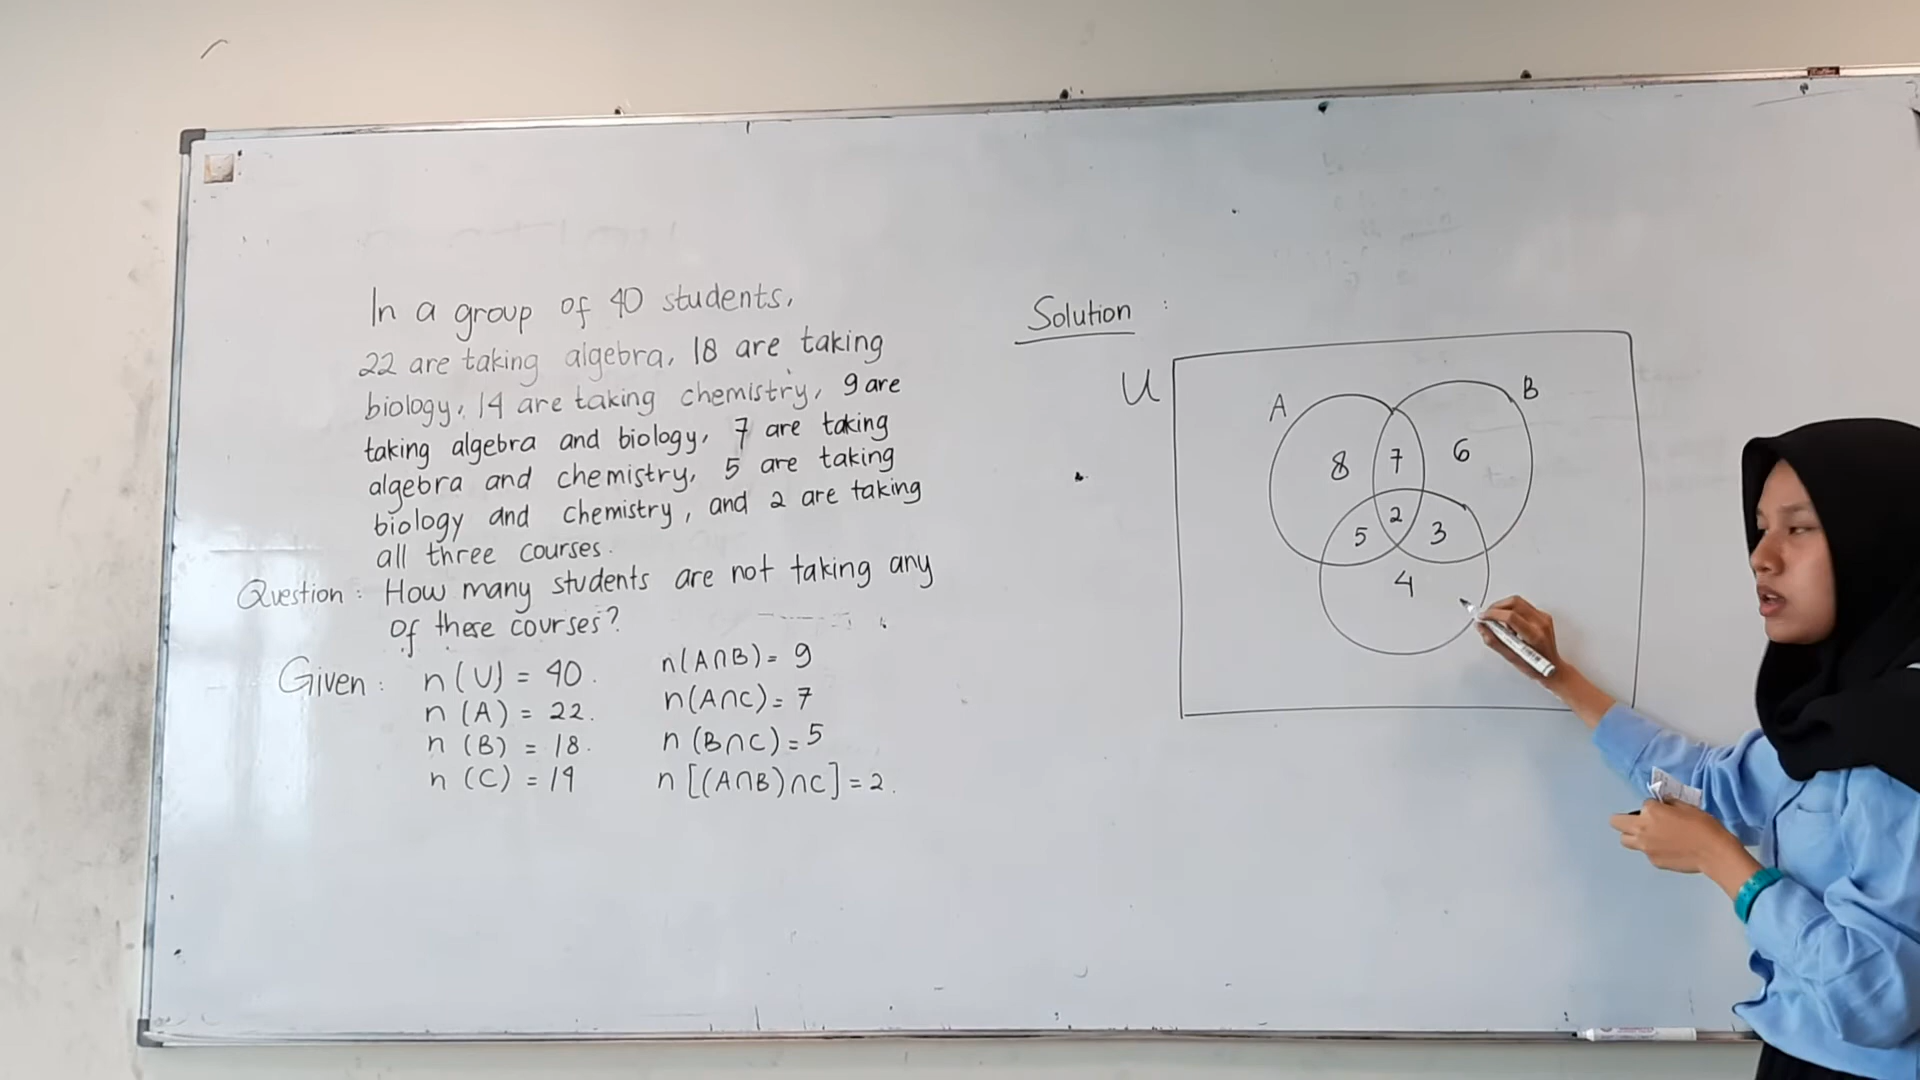 In a group of 40 students,
22 are taking algebra, 18 are taking
biology, 14 are taking chemistry, 9 are
taking algebra and biology, 7 are taking
algebra and chemistry, 5 are taking
biology and chemistry, and 2 are taking
all three courses.
Question : How many students are not taking any
of these courses?
Given : n(U) = 40.
n(A) = 22.
n(B) = 18.
n(C) = 14
n(A∩B) = 9
n(A∩C) = 7
n(B∩C) = 5
n[(A∩B)∩C] = 2.
Solution :
U
A
B
8 7 6
5 2 3
4